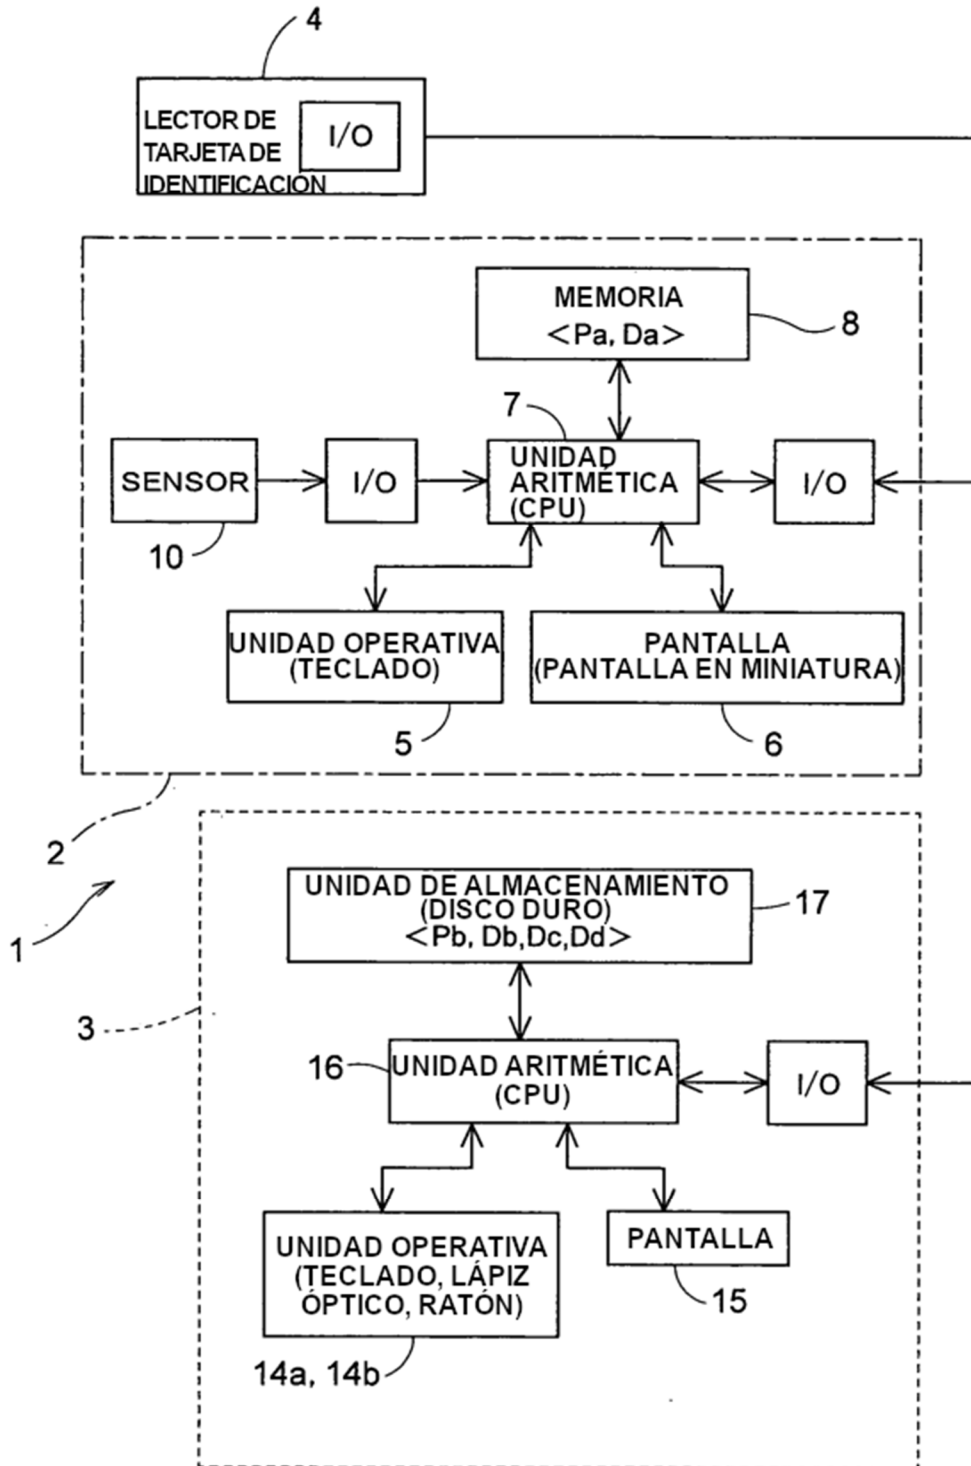 4
LECTOR DE
TARJETA DE
IDENTIFICACIÓN
I/O
MEMORIA
<Pa, Da>
8
7
SENSOR
I/O
UNIDAD
ARITMÉTICA
(CPU)
I/O
10
UNIDAD OPERATIVA
(TECLADO)
PANTALLA
(PANTALLA EN MINIATURA)
5
6
2
1
UNIDAD DE ALMACENAMIENTO
(DISCO DURO)
<Pb, Db,Dc,Dd>
17
3
16
UNIDAD ARITMÉTICA
(CPU)
I/O
UNIDAD OPERATIVA
(TECLADO, LÁPIZ
ÓPTICO, RATÓN)
PANTALLA
15
14a, 14b